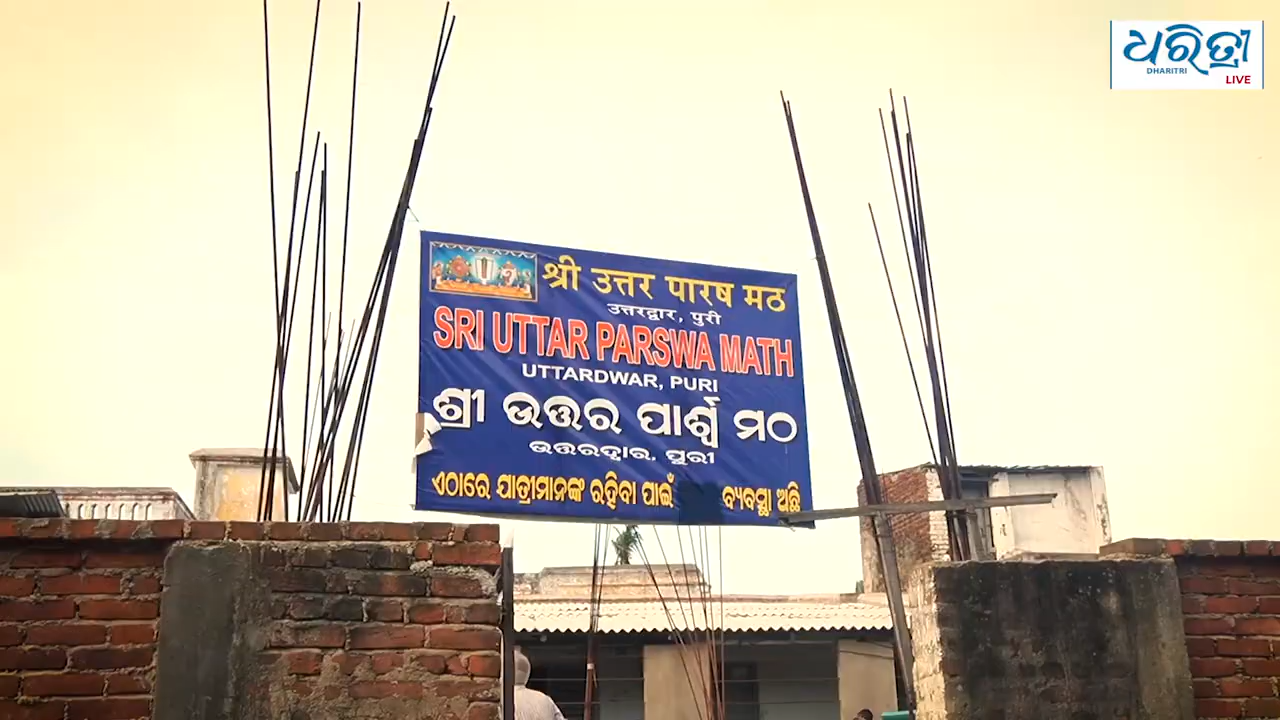 ଧରିତ୍ରୀ
DHARITRI
LIVE
श्री उत्तर पारष मठ
उत्तरद्वार, पुरी
SRI UTTAR PARSWA MATH
UTTARDWAR, PURI
ଶ୍ରୀ ଉତ୍ତର ପାର୍ଶ୍ୱ ମଠ
ଉତ୍ତରଦ୍ୱାର, ପୁରୀ
ଏଠାରେ ଯାତ୍ରୀମାନଙ୍କ ରହିବା ପାଇଁ ବ୍ୟବସ୍ଥା ଅଛି